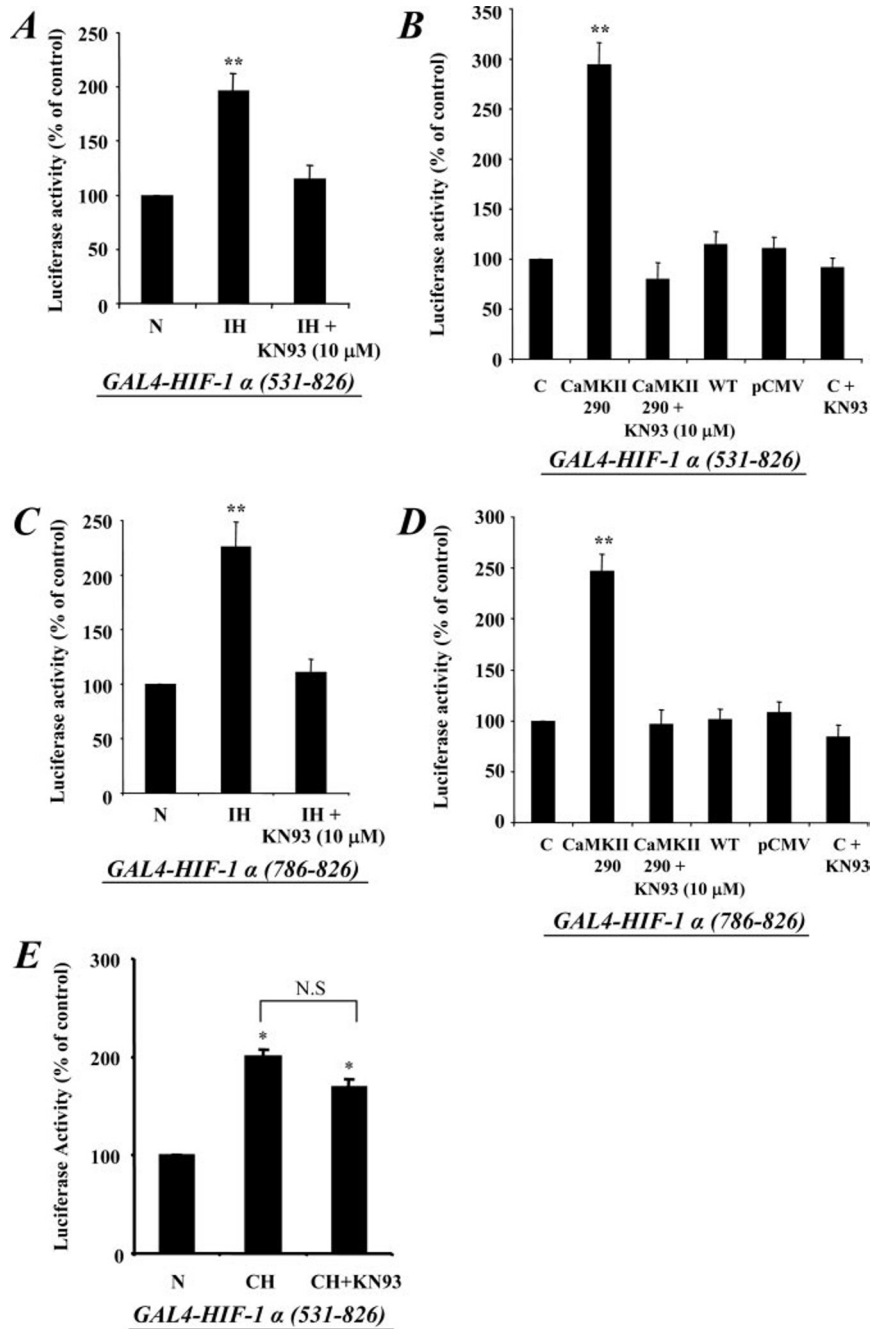 A
Luciferase activity (% of control)
250
200
150
100
50
0
**
N IH IH +
KN93 (10 μM)
GAL4-HIF-1 α (531-826)
B
Luciferase activity (% of control)
350
300
250
200
150
100
50
0
**
C CaMKII CaMKII WT pCMV C +
290 290 + KN93
KN93 (10 μM)
GAL4-HIF-1 α (531-826)
C
Luciferase activity (% of control)
250
200
150
100
50
0
**
N IH IH +
KN93 (10 μM)
GAL4-HIF-1 α (786-826)
D
Luciferase activity (% of control)
300
250
200
150
100
50
0
**
C CaMKII CaMKII WT pCMV C +
290 290 + KN93
KN93 (10 μM)
GAL4-HIF-1 α (786-826)
E
Luciferase Activity (% of control)
300
200
100
0
N.S
*
*
N CH CH+KN93
GAL4-HIF-1 α (531-826)